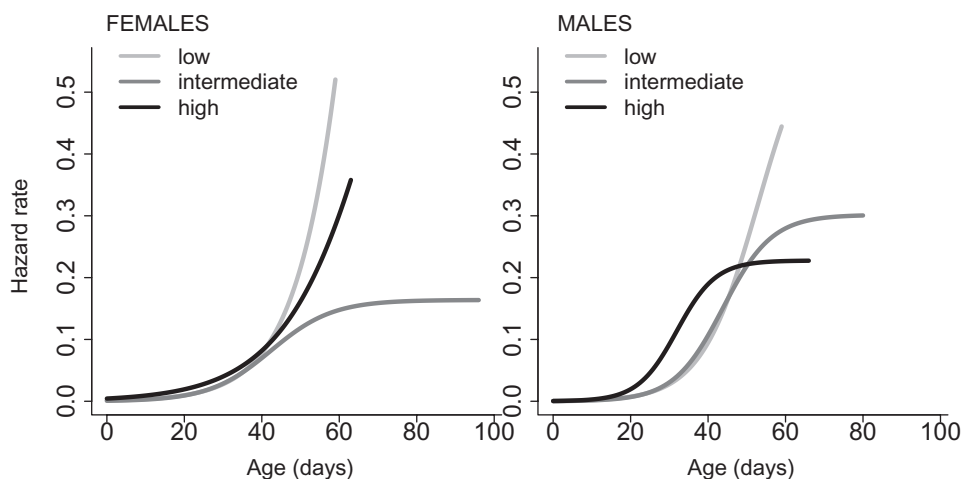 FEMALES
low
intermediate
high
Hazard rate
0.0
0.1
0.2
0.3
0.4
0.5
0 20 40 60 80 100
Age (days)
MALES
low
intermediate
high
0.0
0.1
0.2
0.3
0.4
0.5
0 20 40 60 80 100
Age (days)